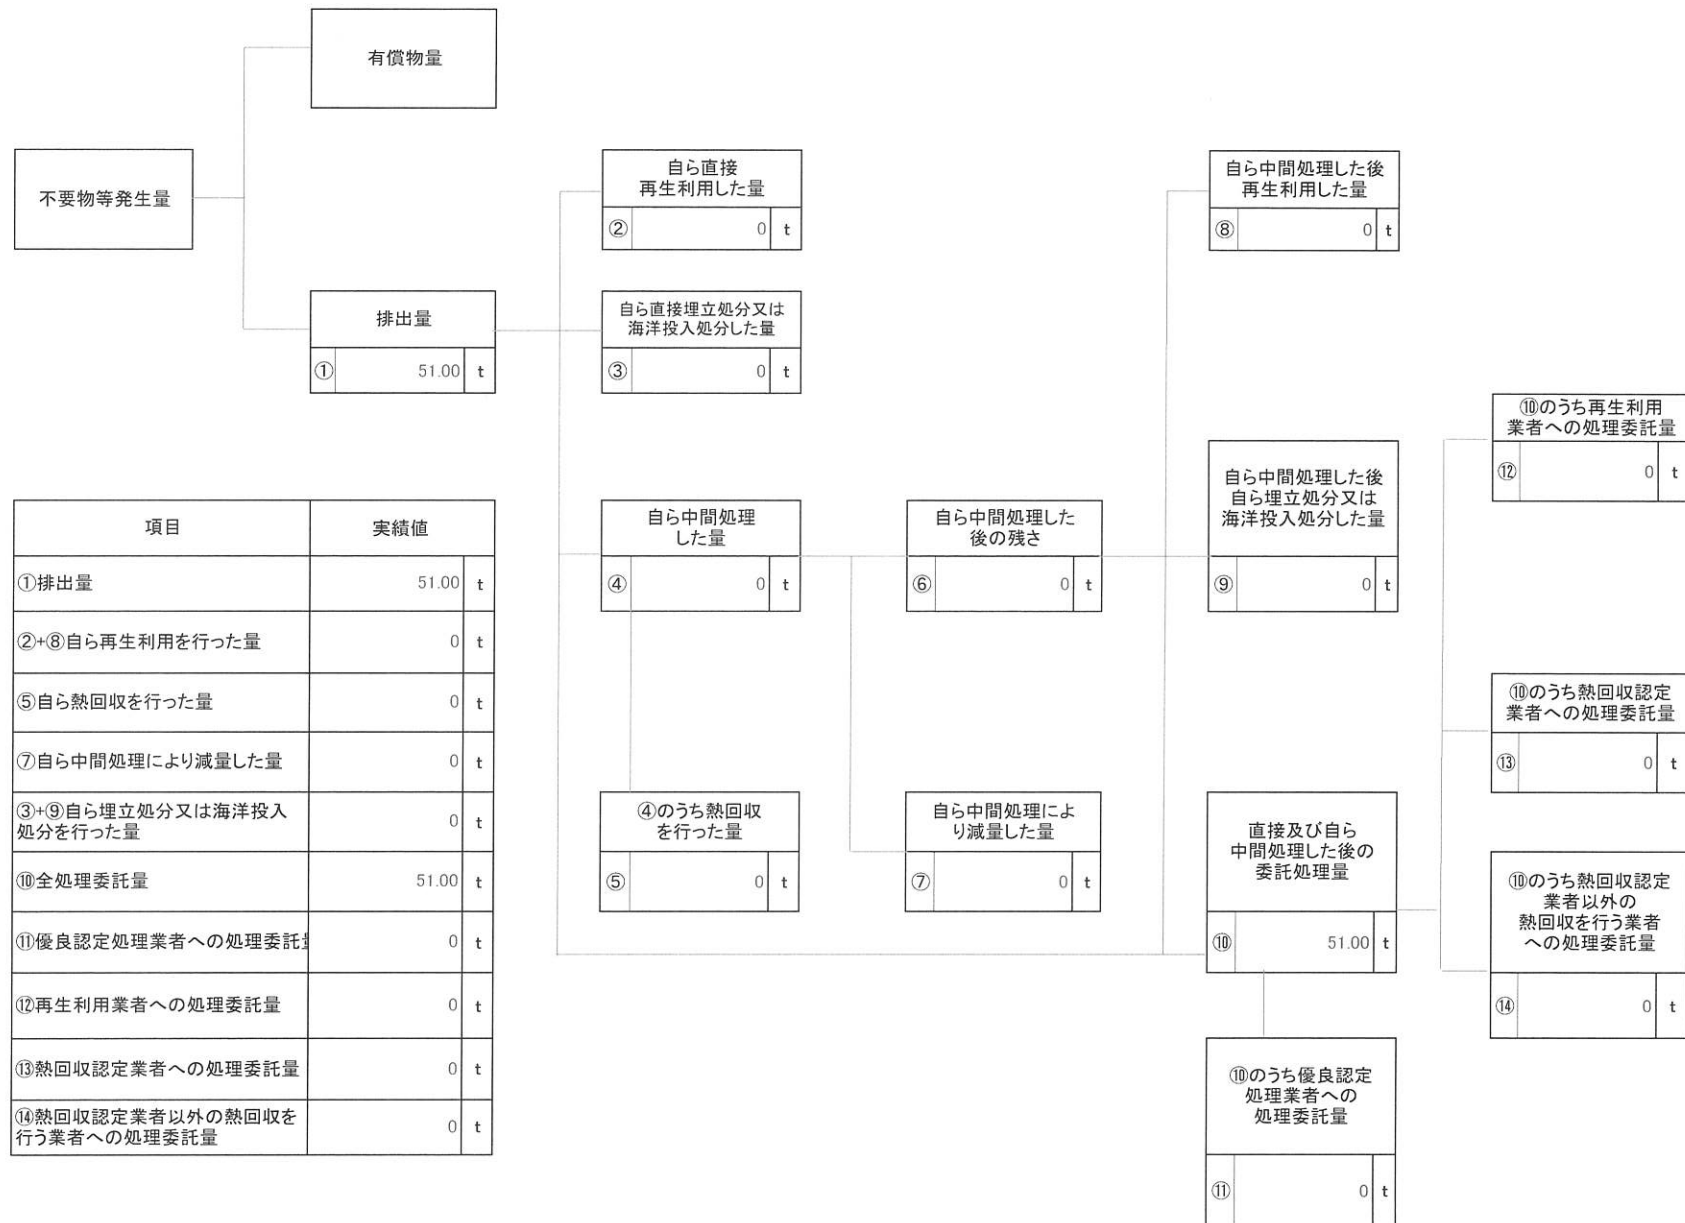 有償物量
不要物等発生量
排出量
① 51.00 t
自ら直接
再生利用した量
② 0 t
自ら直接埋立処分又は
海洋投入処分した量
③ 0 t
自ら中間処理
した量
④ 0 t
④のうち熱回収
を行った量
⑤ 0 t
自ら中間処理した
後の残さ
⑥ 0 t
自ら中間処理によ
り減量した量
⑦ 0 t
自ら中間処理した後
再生利用した量
⑧ 0 t
自ら中間処理した後
自ら埋立処分又は
海洋投入処分した量
⑨ 0 t
直接及び自ら
中間処理した後の
委託処理量
⑩ 51.00 t
⑩のうち優良認定
処理業者への
処理委託量
⑪ 0 t
⑩のうち再生利用
業者への処理委託量
⑫ 0 t
⑩のうち熱回収認定
業者への処理委託量
⑬ 0 t
⑩のうち熱回収認定
業者以外の
熱回収を行う業者
への処理委託量
⑭ 0 t
項目 実績値
①排出量 51.00 t
②+⑧自ら再生利用を行った量 0 t
⑤自ら熱回収を行った量 0 t
⑦自ら中間処理により減量した量 0 t
③+⑨自ら埋立処分又は海洋投入
処分を行った量 0 t
⑩全処理委託量 51.00 t
⑪優良認定処理業者への処理委託量 0 t
⑫再生利用業者への処理委託量 0 t
⑬熱回収認定業者への処理委託量 0 t
⑭熱回収認定業者以外の熱回収を
行う業者への処理委託量 0 t